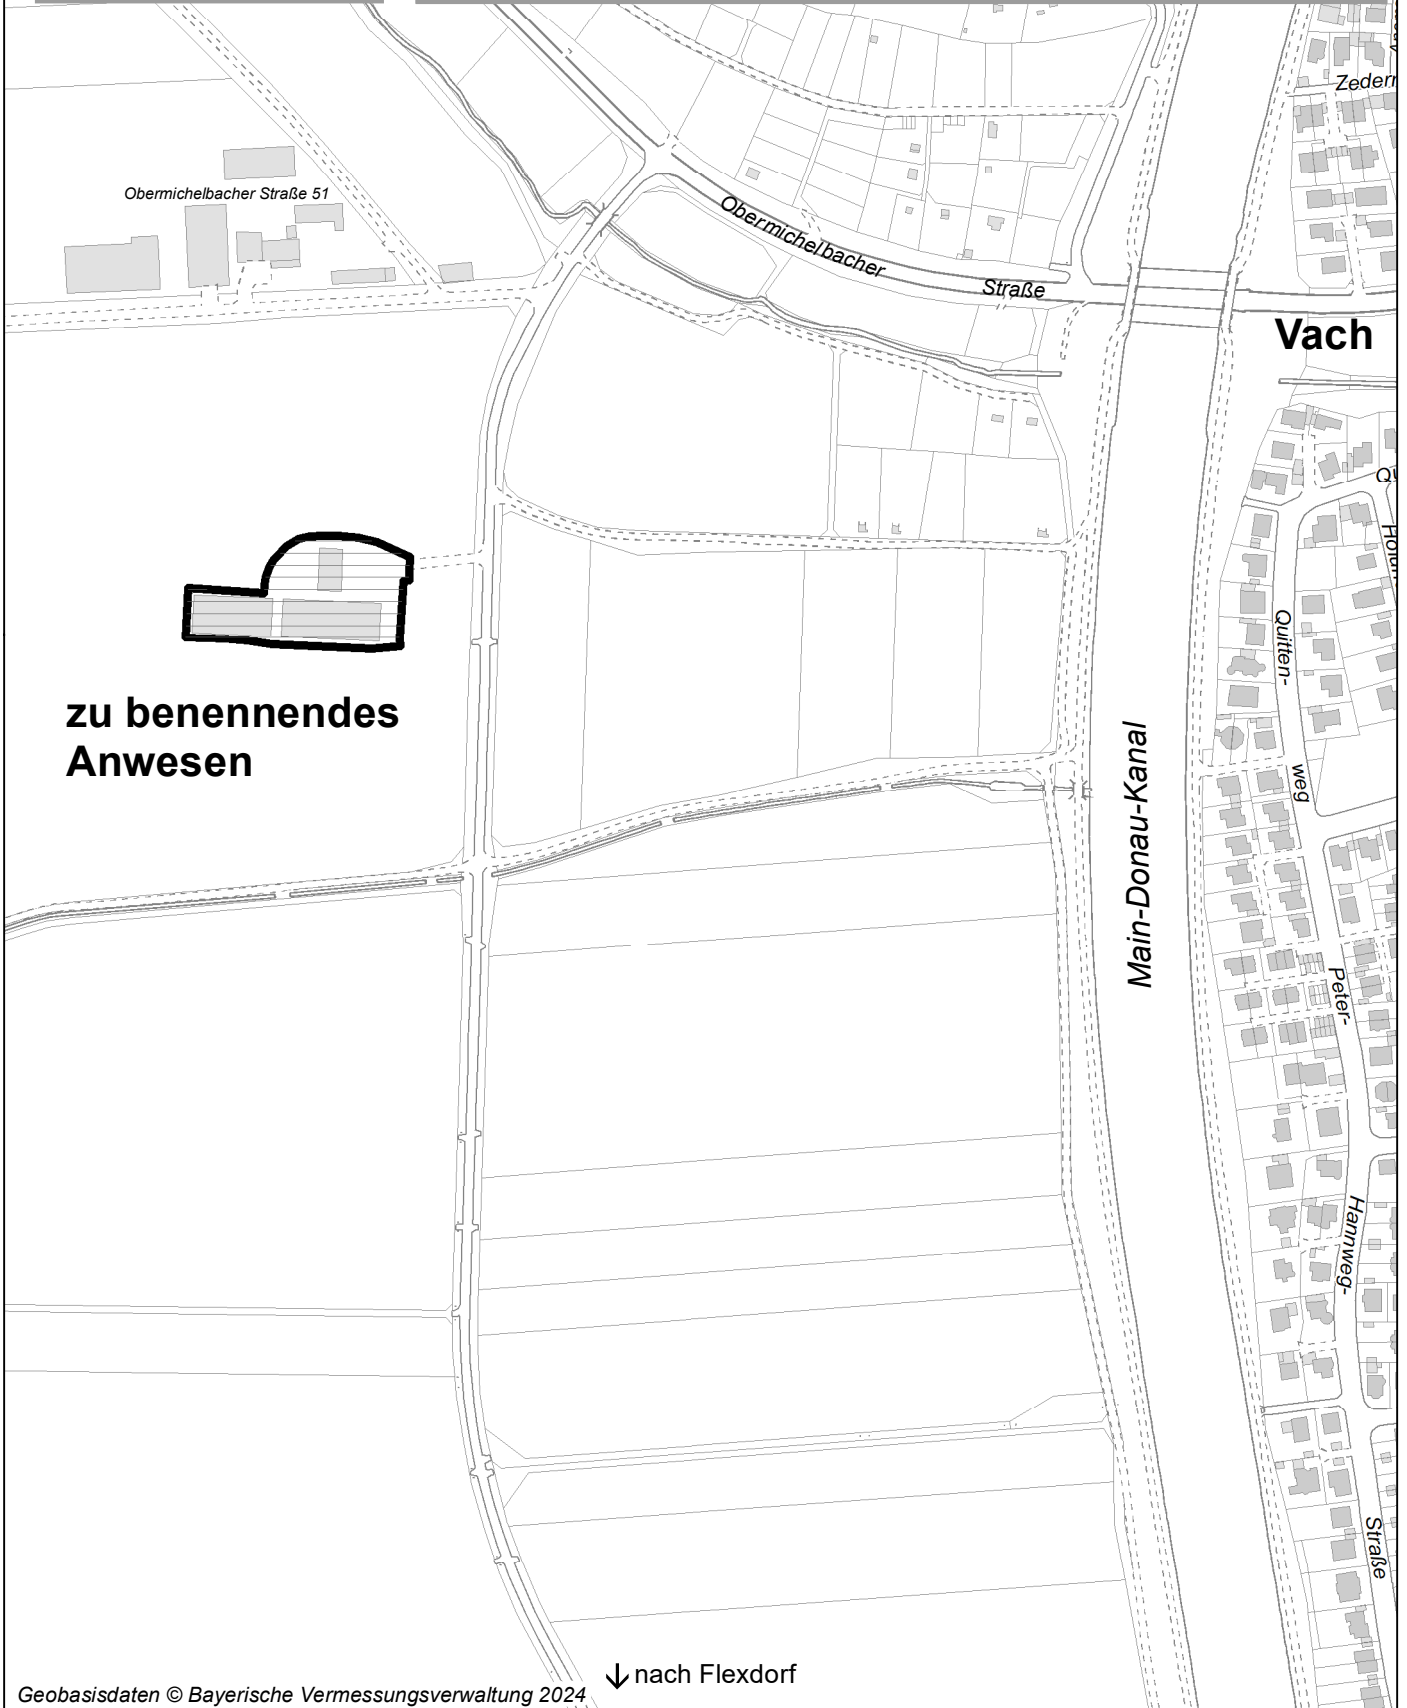 Zedern
Obermichelbacher Straße 51
Obermichelbacher
Straße
Vach
Quitten-
weg
zu benennendes
Anwesen
Main-Donau-Kanal
Peter-
Hannweg-
Straße
nach Flexdorf
Geobasisdaten © Bayerische Vermessungsverwaltung 2024